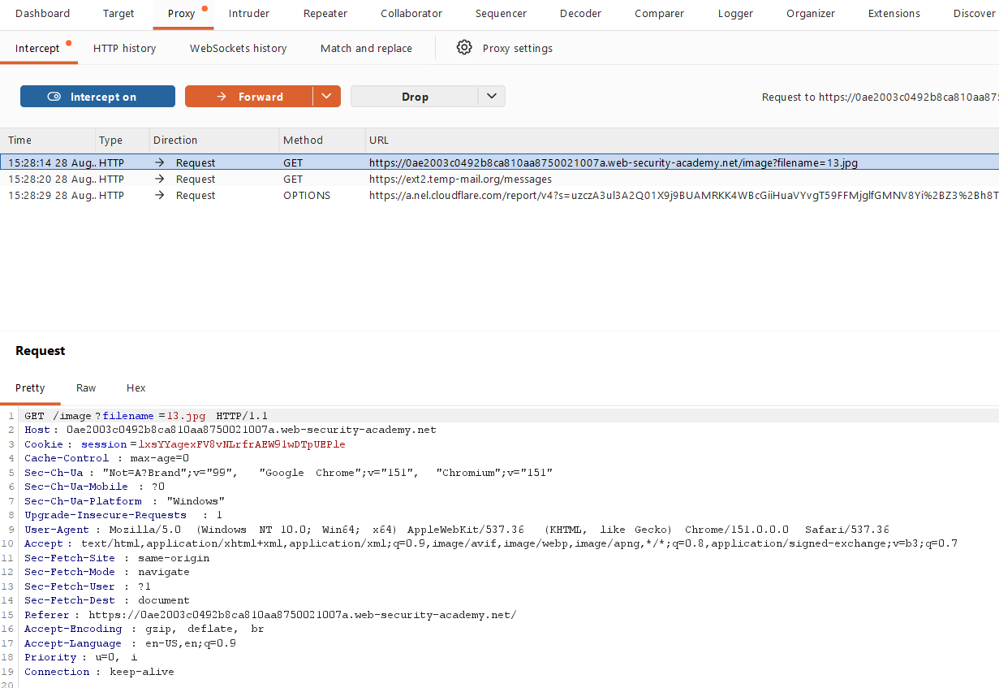 Dashboard Target Proxy Intruder Repeater Collaborator Sequencer Decoder Comparer Logger Organizer Extensions Discover
Intercept HTTP history WebSockets history Match and replace Proxy settings
Intercept on Forward Drop Request to https://0ae2003c0492b8ca810aa875
Time Type Direction Method URL
15:28:14 28 Aug... HTTP → Request GET https://0ae2003c0492b8ca810aa8750021007a.web-security-academy.net/image?filename=13.jpg
15:28:20 28 Aug... HTTP → Request GET https://ext2.temp-mail.org/messages
15:28:29 28 Aug... HTTP → Request OPTIONS https://a.nel.cloudflare.com/report/v4?s=uzczA3ul3A2Q01X9j9BUAMRKK4WBcGiiHuaVYvgT59FFMjglfGMNV8Yi%2BZ3%2Bh8T
Request
Pretty Raw Hex
1 GET /image?filename=13.jpg HTTP/1.1
2 Host: 0ae2003c0492b8ca810aa8750021007a.web-security-academy.net
3 Cookie: session=lxsYYagexFV8vNLrfrAEW91wDTpUEPle
4 Cache-Control: max-age=0
5 Sec-Ch-Ua: "Not=A?Brand";v="99", "Google Chrome";v="151", "Chromium";v="151"
6 Sec-Ch-Ua-Mobile: ?0
7 Sec-Ch-Ua-Platform: "Windows"
8 Upgrade-Insecure-Requests: 1
9 User-Agent: Mozilla/5.0 (Windows NT 10.0; Win64; x64) AppleWebKit/537.36 (KHTML, like Gecko) Chrome/151.0.0.0 Safari/537.36
10 Accept: text/html,application/xhtml+xml,application/xml;q=0.9,image/avif,image/webp,image/apng,*/*;q=0.8,application/signed-exchange;v=b3;q=0.7
11 Sec-Fetch-Site: same-origin
12 Sec-Fetch-Mode: navigate
13 Sec-Fetch-User: ?1
14 Sec-Fetch-Dest: document
15 Referer: https://0ae2003c0492b8ca810aa8750021007a.web-security-academy.net/
16 Accept-Encoding: gzip, deflate, br
17 Accept-Language: en-US,en;q=0.9
18 Priority: u=0, i
19 Connection: keep-alive
20